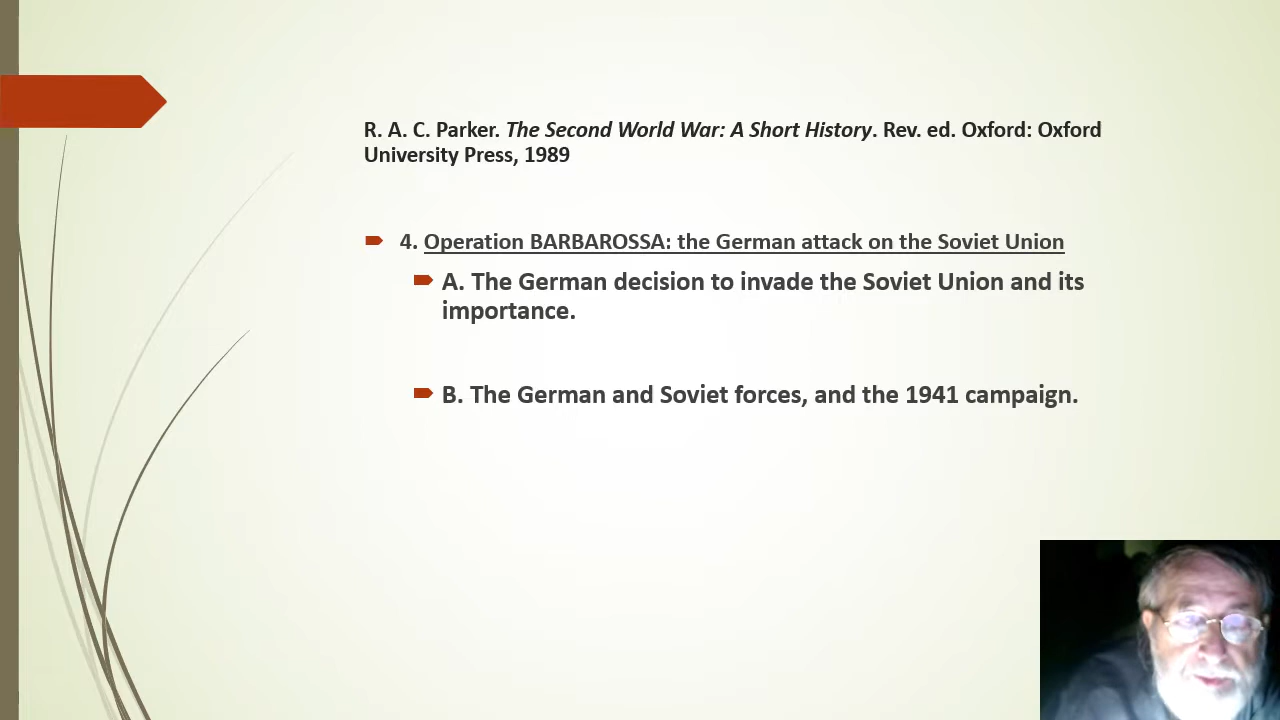 R. A. C. Parker. The Second World War: A Short History. Rev. ed. Oxford: Oxford
University Press, 1989
4. Operation BARBAROSSA: the German attack on the Soviet Union
A. The German decision to invade the Soviet Union and its
importance.
B. The German and Soviet forces, and the 1941 campaign.